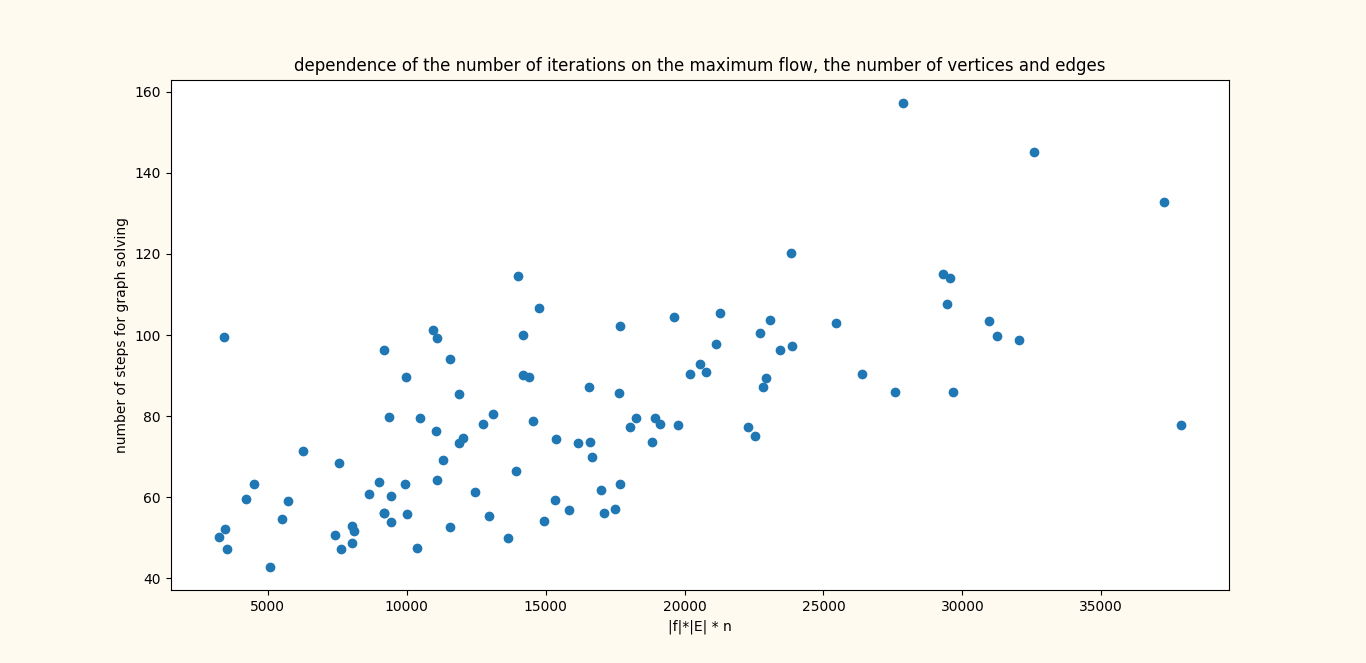 dependence of the number of iterations on the maximum flow, the number of vertices and edges
160
140
120
100
80
60
40
number of steps for graph solving
5000 10000 15000 20000 25000 30000 35000
|f|*|E| * n